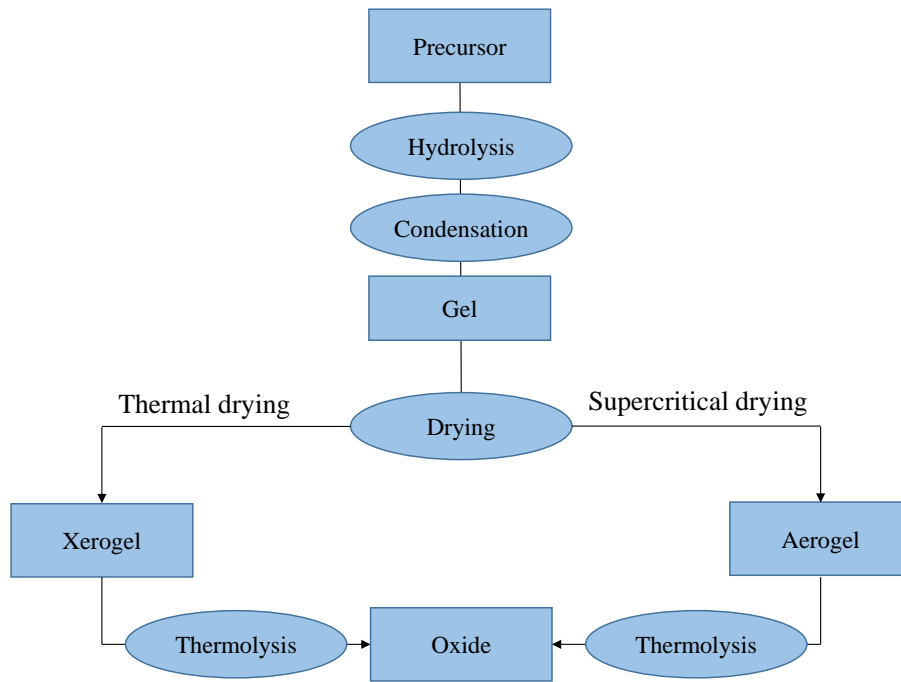 Precursor
Hydrolysis
Condensation
Gel
Thermal drying
Supercritical drying
Drying
Xerogel
Aerogel
Thermolysis
Oxide
Thermolysis